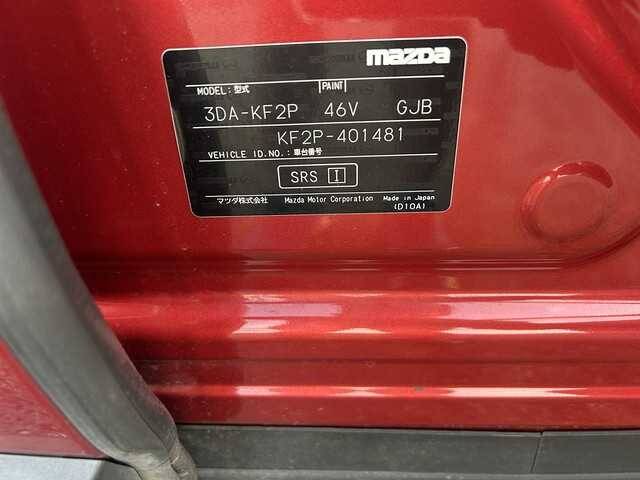 mazda
MODEL:型式 PAINT
3DA-KF2P 46V GJB
KF2P-401481
VEHICLE ID.NO.:車台番号
SRS I
マツダ株式会社 Mazda Motor Corporation Made in Japan
(D10A)